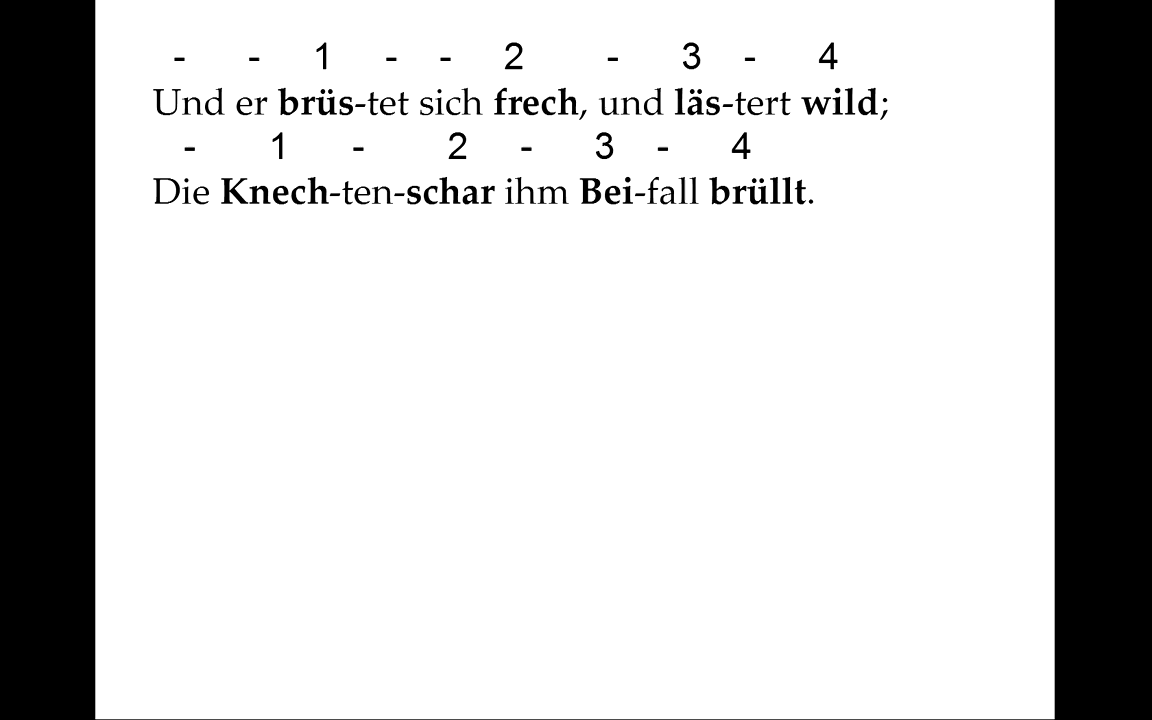 - - 1 - - 2 - 3 - 4
Und er brüs-tet sich frech, und läs-tert wild;
- 1 - 2 - 3 - 4
Die Knech-ten-schar ihm Bei-fall brüllt.